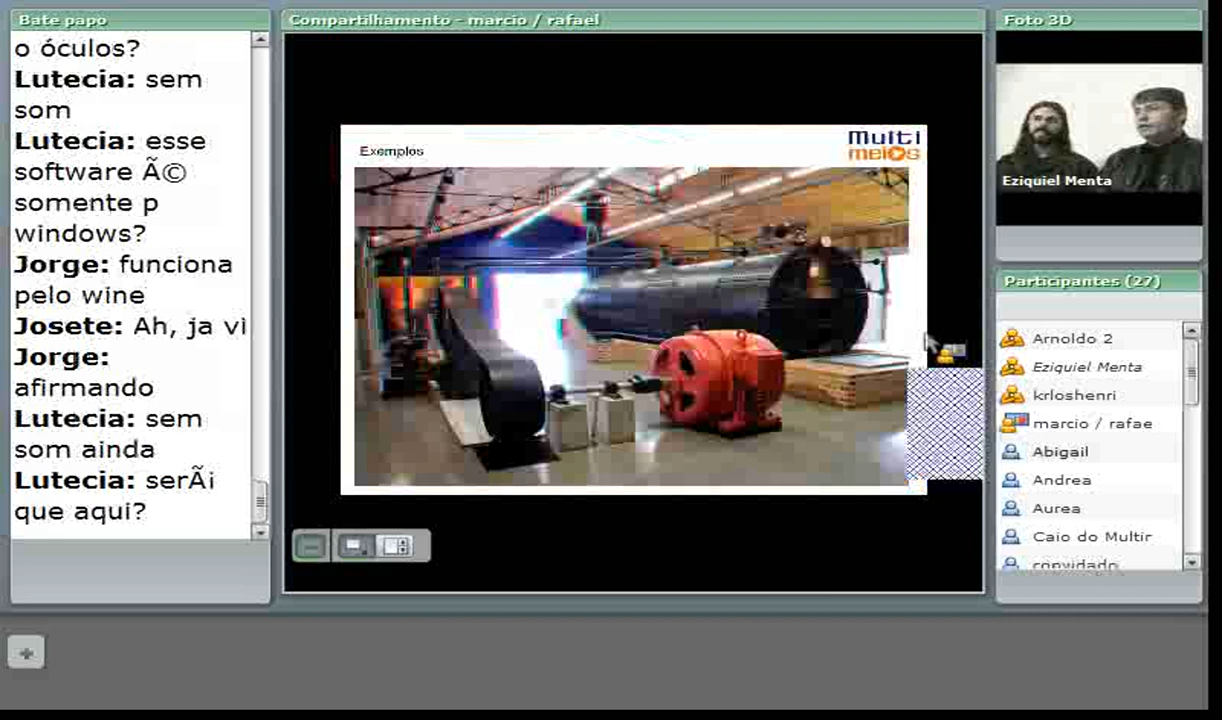 Bate papo
o óculos?
Lutecia: sem
som
Lutecia: esse
software Ã©
somente p
windows?
Jorge: funciona
pelo wine
Josete: Ah, ja vi
Jorge:
afirmando
Lutecia: sem
som ainda
Lutecia: serÃi
que aqui?
Compartilhamento - marcio / rafael
Exemplos
Multi
meios
Foto 3D
Eziquiel Menta
Participantes (27)
Arnoldo 2
Eziquiel Menta
krloshenri
marcio / rafae
Abigail
Andrea
Aurea
Caio do Multir
convidado